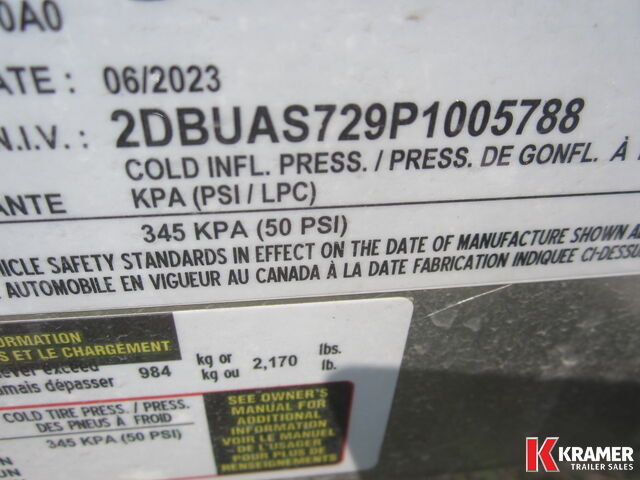 0A0
ATE : 06/2023
N.I.V.: 2DBUAS729P1005788
COLD INFL. PRESS. / PRESS. DE GONFL. À
ANTE KPA (PSI / LPC)
345 KPA (50 PSI)
HICLE SAFETY STANDARDS IN EFFECT ON THE DATE OF MANUFACTURE SHOWN A
E AUTOMOBILE EN VIGUEUR AU CANADA À LA DATE FABRICATION INDIQUEE CI-DESSU
FORMATION
S ET LE CHARGEMENT
ever exceed
amais dépasser 984 kg or kg ou 2,170 lbs. lb.
COLD TIRE PRESS. / PRESS.
DES PNEUS À FROID
345 KPA (50 PSI)
SEE OWNER'S
MANUAL FOR
ADDITIONAL
INFORMATION
VOIR LE MANUEL
DE L'USAGER
POUR PLUS DE
RENSEIGNEMENTS
ON
K KRAMER
TRAILER SALES